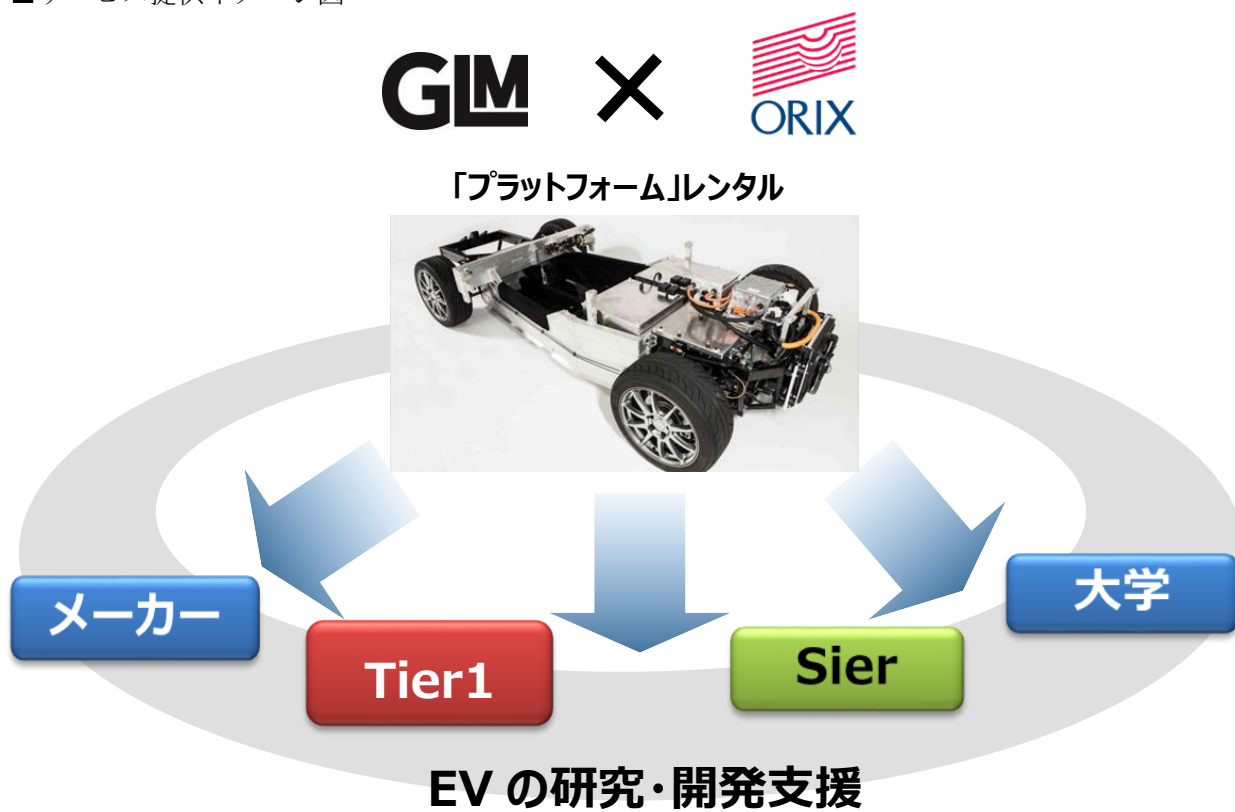 GLM × ORIX
「プラットフォーム」レンタル
メーカー
Tier1
Sier
大学
EV の研究・開発支援